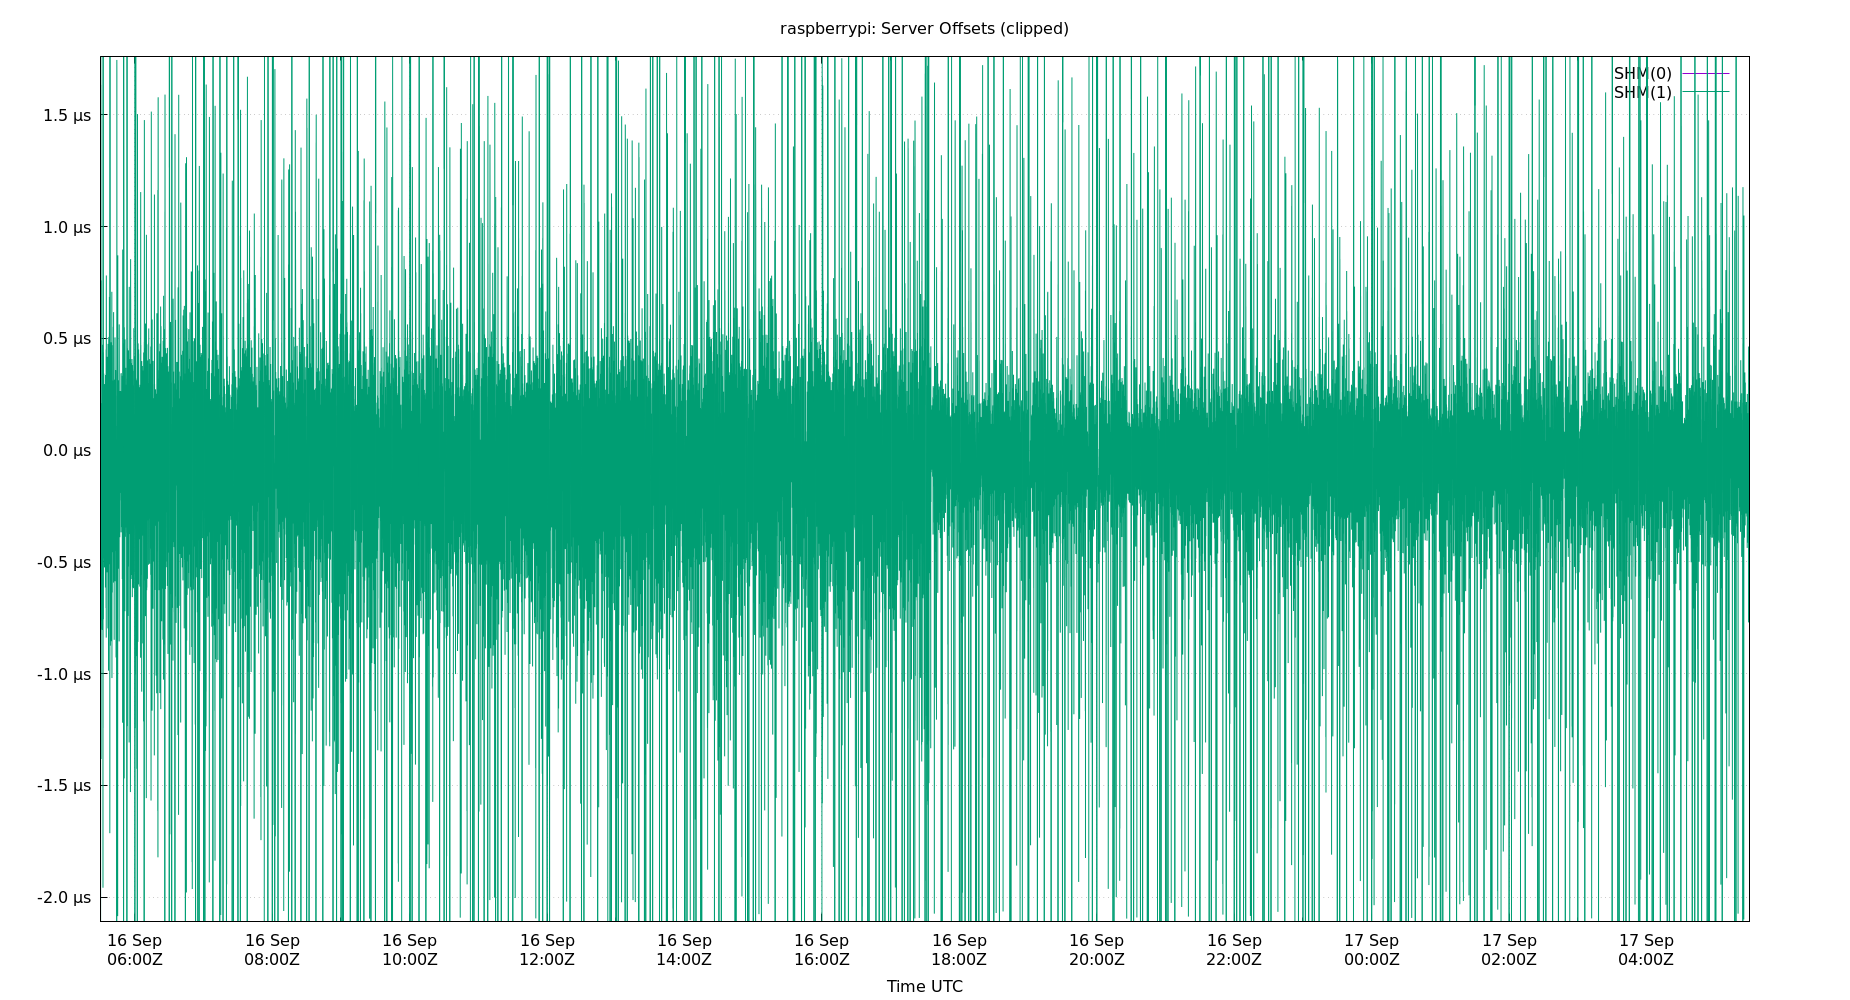 raspberrypi: Server Offsets (clipped)
SHM(0)
SHM(1)
1.5 µs
1.0 µs
0.5 µs
0.0 µs
-0.5 µs
-1.0 µs
-1.5 µs
-2.0 µs
16 Sep 16 Sep 16 Sep 16 Sep 16 Sep 16 Sep 16 Sep 16 Sep 16 Sep 17 Sep 17 Sep 17 Sep
06:00Z 08:00Z 10:00Z 12:00Z 14:00Z 16:00Z 18:00Z 20:00Z 22:00Z 00:00Z 02:00Z 04:00Z
Time UTC